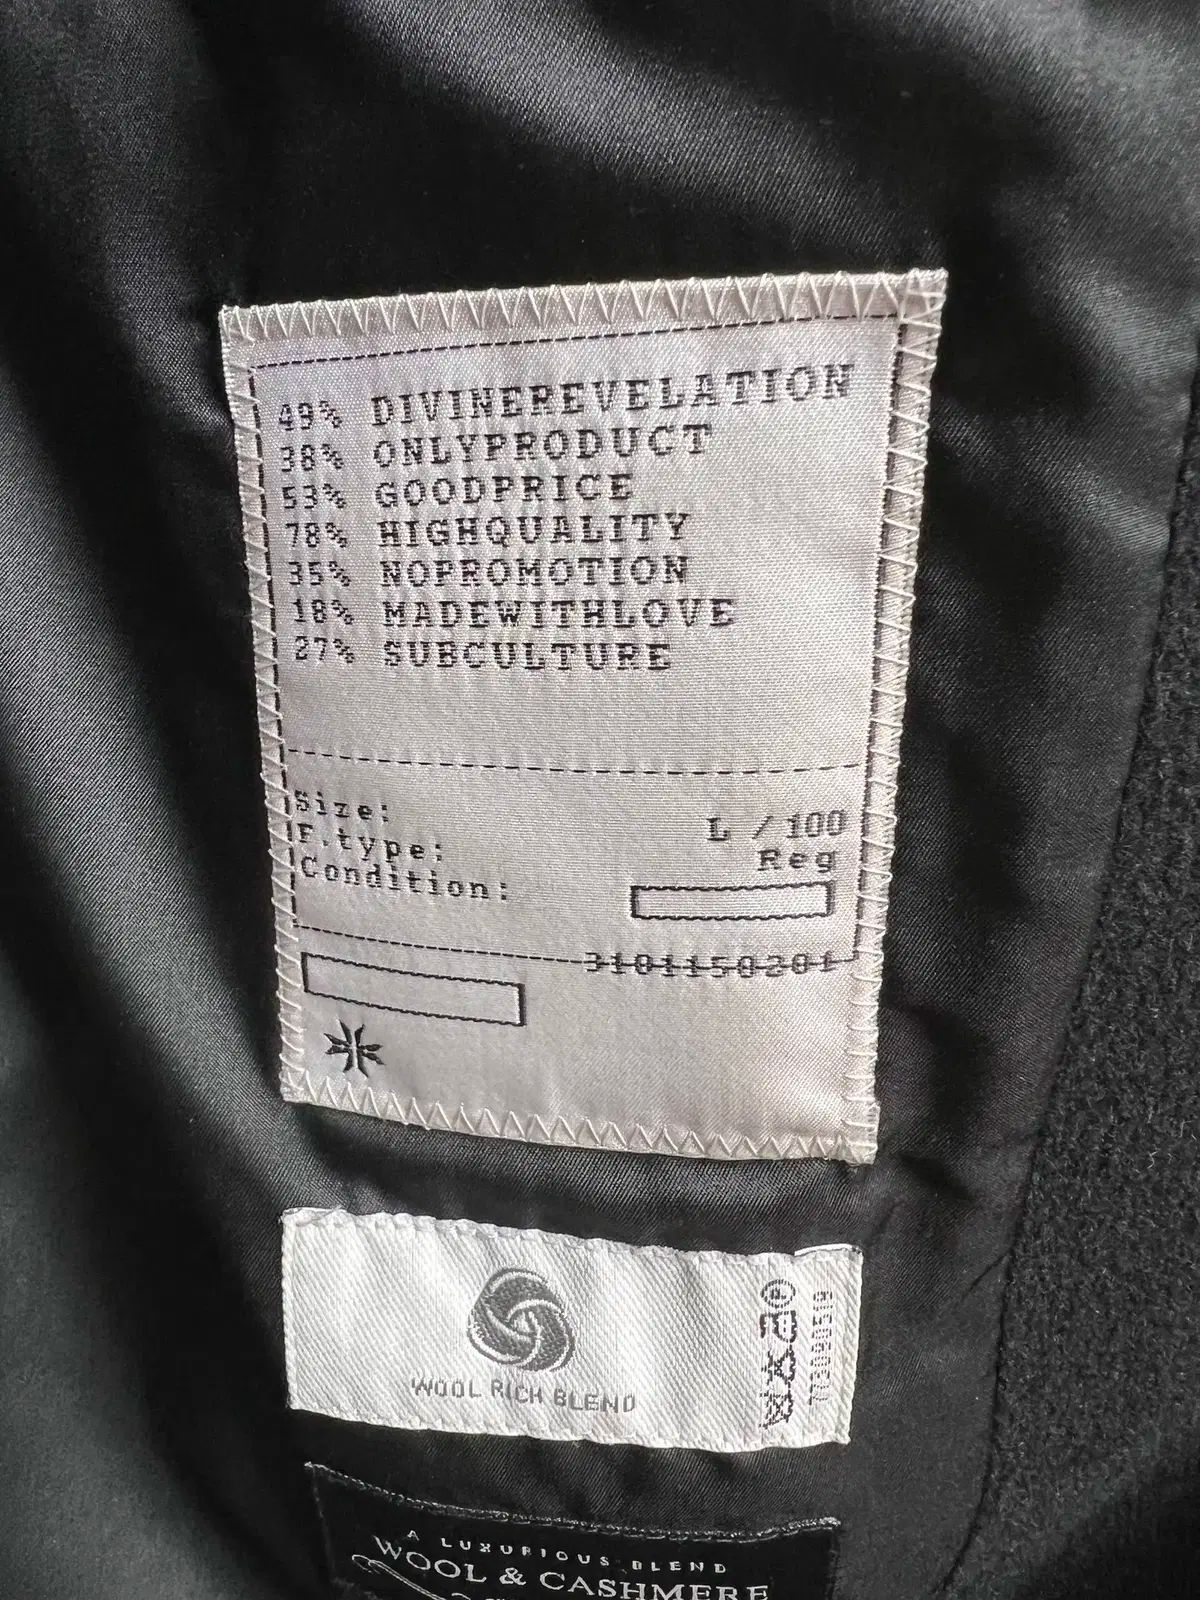 49% DIVINEREVELATION
38% ONLYPRODUCT
53% GOODPRICE
78% HIGHQUALITY
35% NOPROMOTION
18% MADEWITHLOVE
27% SUBCULTURE
Size: L / 100
F.type: Reg
Condition:
3101150201
WOOL RICH BLEND
A LUXURIOUS BLEND
WOOL & CASHMERE